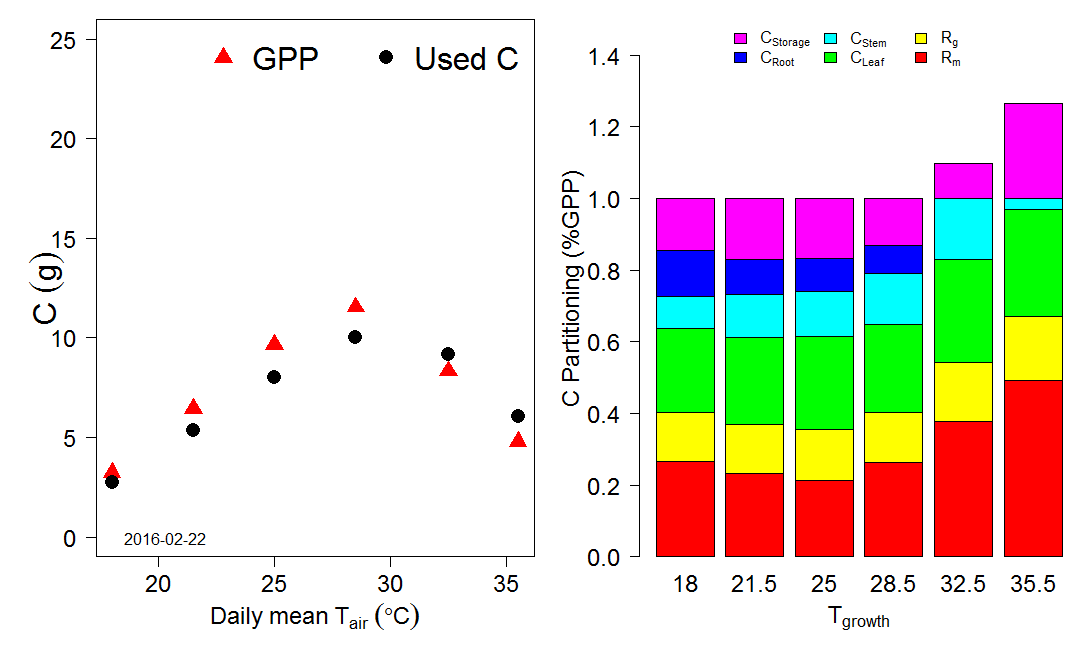 GPP Used C
25
20
15
10
5
0
C (g)
2016-02-22
20 25 30 35
Daily mean Tair (°C)
CStorage CStem Rg
CRoot CLeaf Rm
1.4
1.2
1.0
0.8
0.6
0.4
0.2
0.0
C Partitioning (%GPP)
18 21.5 25 28.5 32.5 35.5
Tgrowth